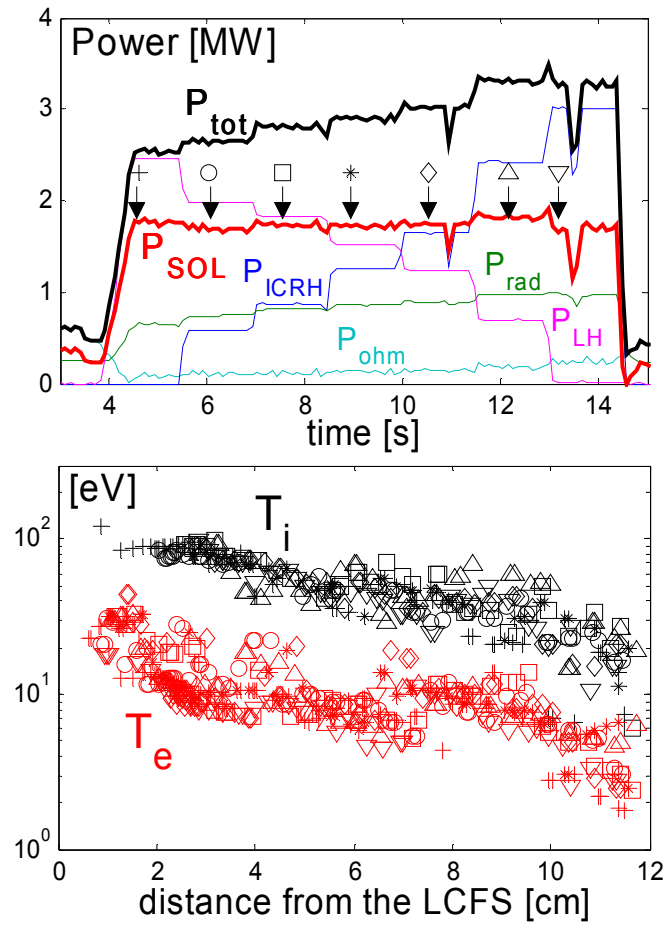 4
Power [MW]
P_tot
3
2
P_SOL
P_ICRH
P_rad
1
P_LH
P_ohm
0
4 6 8 10 12 14
time [s]
[eV]
T_i
10^2
10^1
T_e
10^0
0 2 4 6 8 10 12
distance from the LCFS [cm]